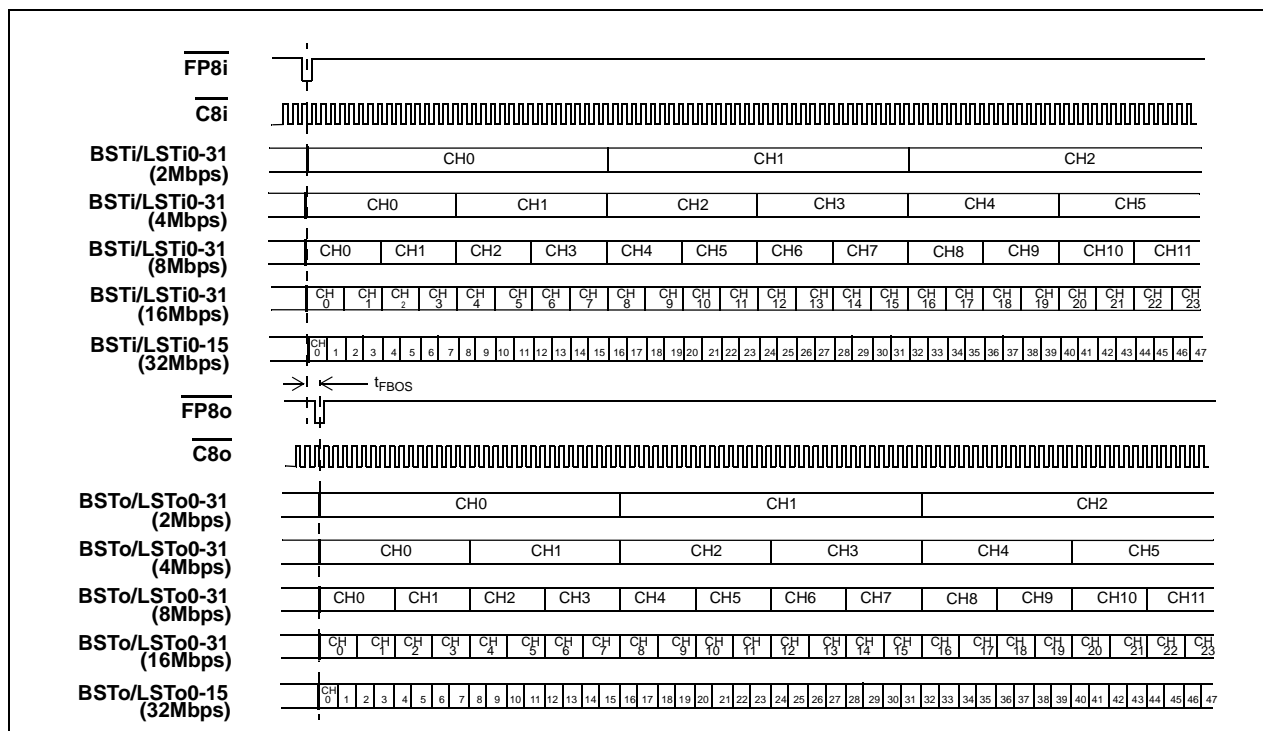 FP8i
C8i
BSTi/LSTi0-31
(2Mbps)
CH0 CH1 CH2
BSTi/LSTi0-31
(4Mbps)
CH0 CH1 CH2 CH3 CH4 CH5
BSTi/LSTi0-31
(8Mbps)
CH0 CH1 CH2 CH3 CH4 CH5 CH6 CH7 CH8 CH9 CH10 CH11
BSTi/LSTi0-31
(16Mbps)
CH CH CH CH CH CH CH CH CH CH CH CH CH CH CH CH CH CH CH CH CH CH CH CH
0 1 2 3 4 5 6 7 8 9 10 11 12 13 14 15 16 17 18 19 20 21 22 23
BSTi/LSTi0-15
(32Mbps)
CH
0 1 2 3 4 5 6 7 8 9 10 11 12 13 14 15 16 17 18 19 20 21 22 23 24 25 26 27 28 29 30 31 32 33 34 35 36 37 38 39 40 41 42 43 44 45 46 47
tFBOS
FP8o
C8o
BSTo/LSTo0-31
(2Mbps)
CH0 CH1 CH2
BSTo/LSTo0-31
(4Mbps)
CH0 CH1 CH2 CH3 CH4 CH5
BSTo/LSTo0-31
(8Mbps)
CH0 CH1 CH2 CH3 CH4 CH5 CH6 CH7 CH8 CH9 CH10 CH11
BSTo/LSTo0-31
(16Mbps)
CH CH CH CH CH CH CH CH CH CH CH CH CH CH CH CH CH CH CH CH CH CH CH CH
0 1 2 3 4 5 6 7 8 9 10 11 12 13 14 15 16 17 18 19 20 21 22 23
BSTo/LSTo0-15
(32Mbps)
CH
0 1 2 3 4 5 6 7 8 9 10 11 12 13 14 15 16 17 18 19 20 21 22 23 24 25 26 27 28 29 30 31 32 33 34 35 36 37 38 39 40 41 42 43 44 45 46 47